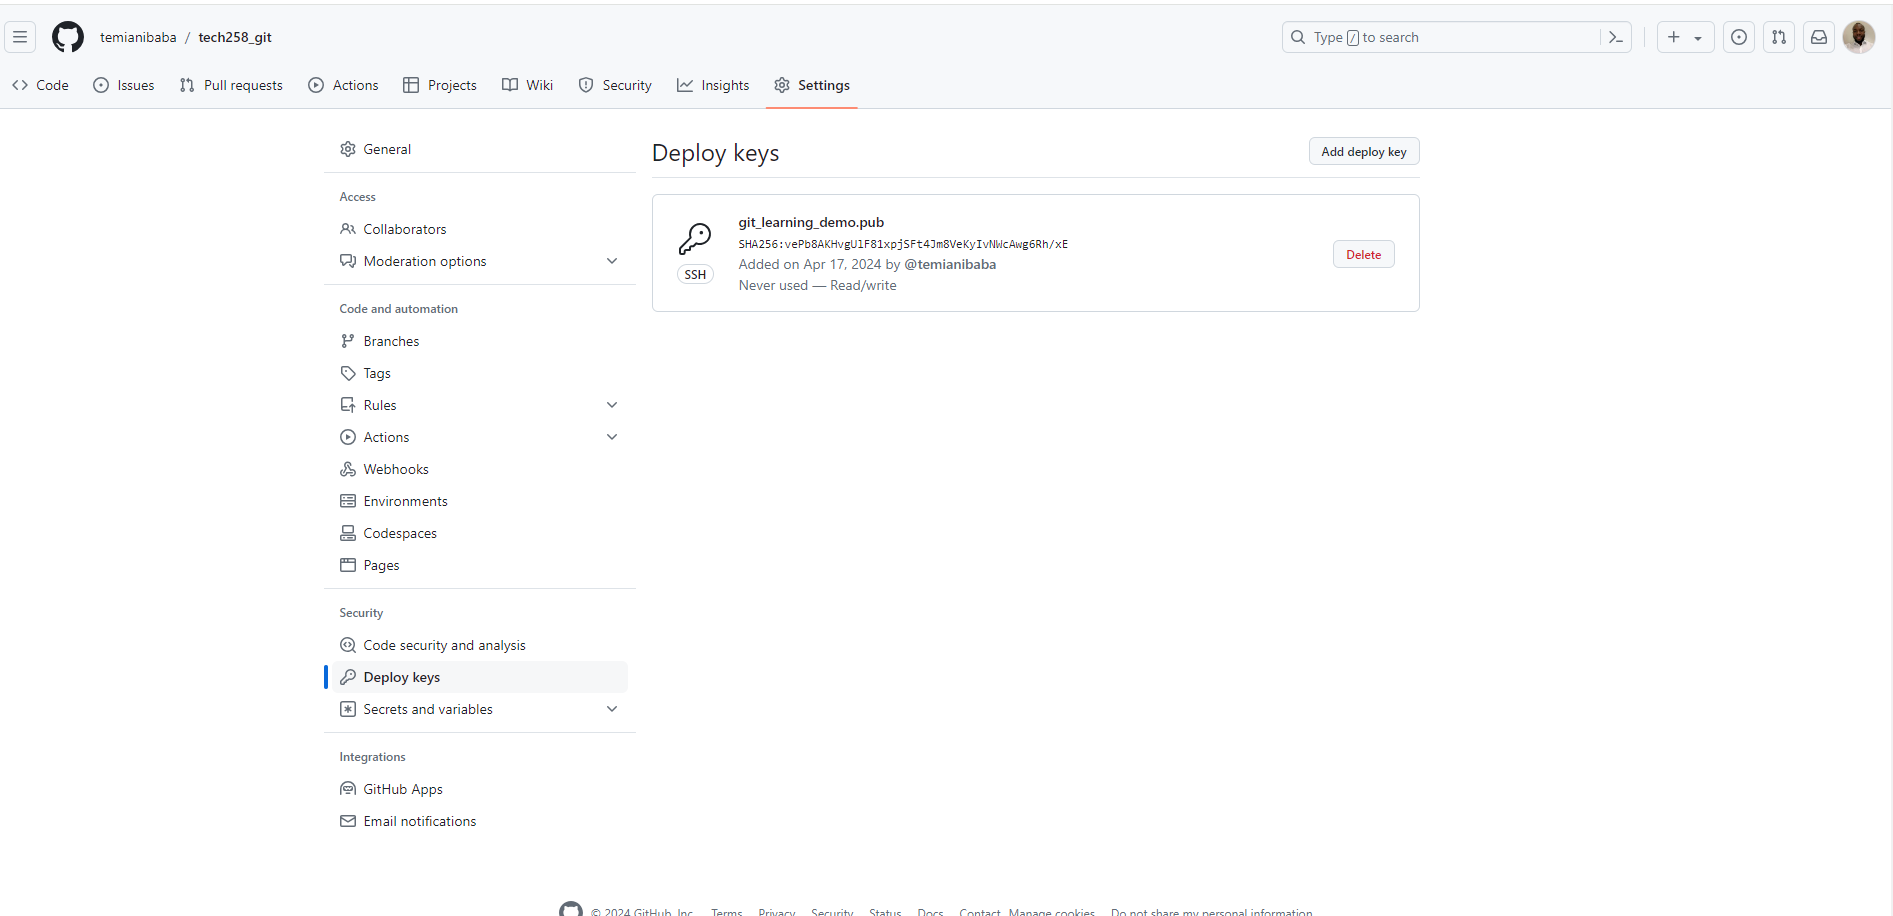 temianibaba / tech258_git
Type / to search
Code Issues Pull requests Actions Projects Wiki Security Insights Settings
General
Access
Collaborators
Moderation options
Code and automation
Branches
Tags
Rules
Actions
Webhooks
Environments
Codespaces
Pages
Security
Code security and analysis
Deploy keys
Secrets and variables
Integrations
GitHub Apps
Email notifications
Deploy keys
Add deploy key
git_learning_demo.pub
SHA256:vePb8AKHvgU1F81xpjSFt4Jm8VeKyIvNWcAwg6Rh/xE
SSH
Added on Apr 17, 2024 by @temianibaba
Never used — Read/write
Delete
© 2024 GitHub, Inc. Terms Privacy Security Status Docs Contact Manage cookies Do not share my personal information